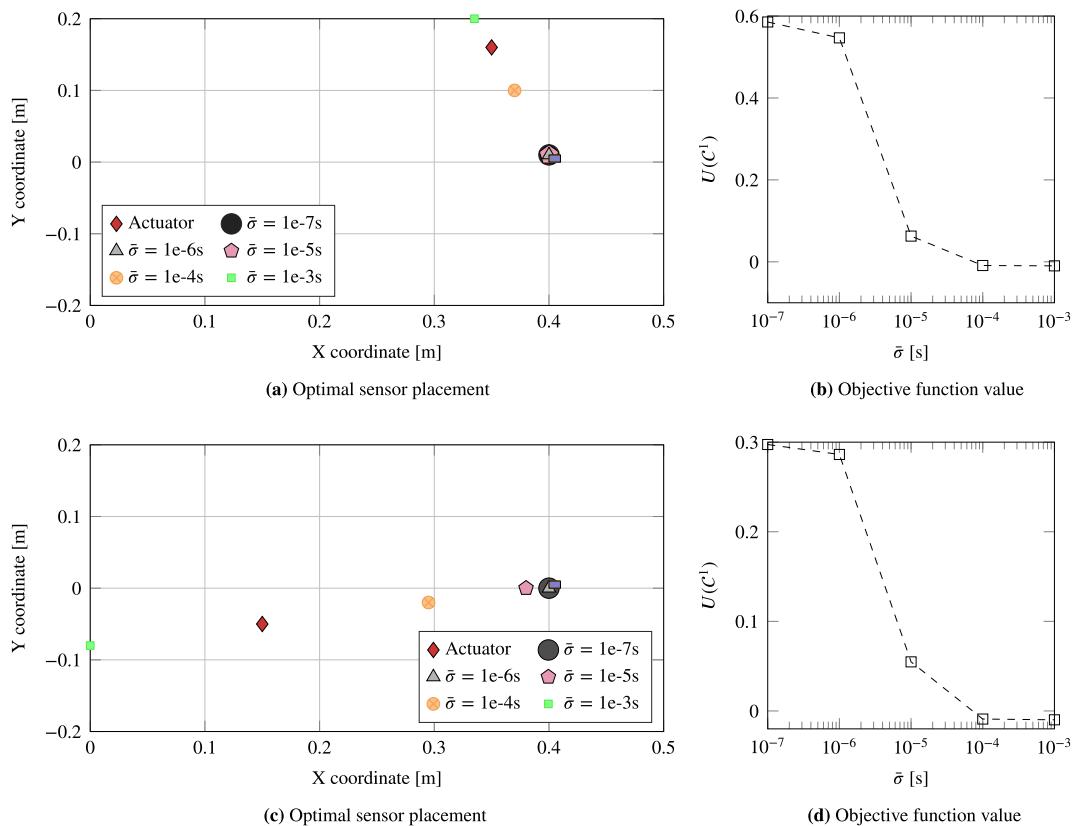 0.2
0.1
0
−0.1
−0.2
Y coordinate [m]
0
0.1
0.2
0.3
0.4
0.5
X coordinate [m]
Actuator
σ̄ = 1e-7s
σ̄ = 1e-6s
σ̄ = 1e-5s
σ̄ = 1e-4s
σ̄ = 1e-3s
(a) Optimal sensor placement
0.6
0.4
0.2
0
U(𝒞¹)
10⁻⁷
10⁻⁶
10⁻⁵
10⁻⁴
10⁻³
σ̄ [s]
(b) Objective function value
0.2
0.1
0
−0.1
−0.2
Y coordinate [m]
0
0.1
0.2
0.3
0.4
0.5
X coordinate [m]
Actuator
σ̄ = 1e-7s
σ̄ = 1e-6s
σ̄ = 1e-5s
σ̄ = 1e-4s
σ̄ = 1e-3s
(c) Optimal sensor placement
0.3
0.2
0.1
0
U(𝒞¹)
10⁻⁷
10⁻⁶
10⁻⁵
10⁻⁴
10⁻³
σ̄ [s]
(d) Objective function value